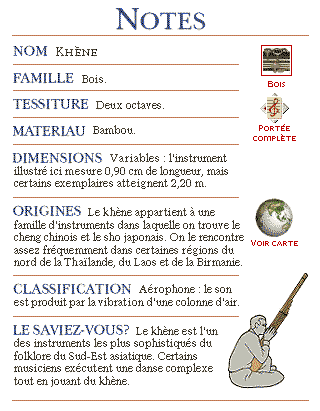 NOTES
NOM KHÈNE
FAMILLE Bois.
Bois
TESSITURE Deux octaves.
PORTÉE
COMPLÈTE
MATERIAU Bambou.
DIMENSIONS Variables : l'instrument
illustré ici mesure 0,90 cm de longueur, mais
certains exemplaires atteignent 2,20 m.
ORIGINES Le khène appartient à une
famille d'instruments dans laquelle on trouve le
cheng chinois et le sho japonais. On le rencontre
assez fréquemment dans certaines régions du
nord de la Thaïlande, du Laos et de la Birmanie.
VOIR CARTE
CLASSIFICATION Aérophone : le son
est produit par la vibration d'une colonne d'air.
LE SAVIEZ-VOUS? Le khène est l'un
des instruments les plus sophistiqués du
folklore du Sud-Est asiatique. Certains
musiciens exécutent une danse complexe
tout en jouant du khène.